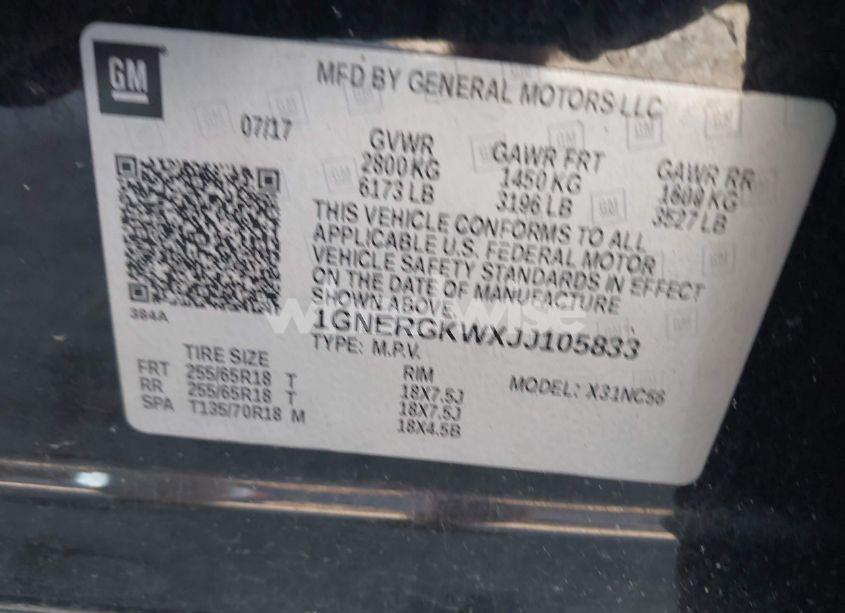 GM
MFD BY GENERAL MOTORS LLC
07/17
GVWR GAWR FRT GAWR RR
2800 KG 1450 KG 1600 KG
6173 LB 3196 LB 3527 LB
THIS VEHICLE CONFORMS TO ALL
APPLICABLE U.S. FEDERAL MOTOR
VEHICLE SAFETY STANDARDS IN EFFECT
ON THE DATE OF MANUFACTURE
SHOWN ABOVE.
384A
1GNERGKWXJJ105833
TYPE: M.P.V. MODEL: X31NC56
TIRE SIZE RIM
FRT 255/65R18 T 18X7.5J
RR 255/65R18 T 18X7.5J
SPA T135/70R18 M 18X4.5B